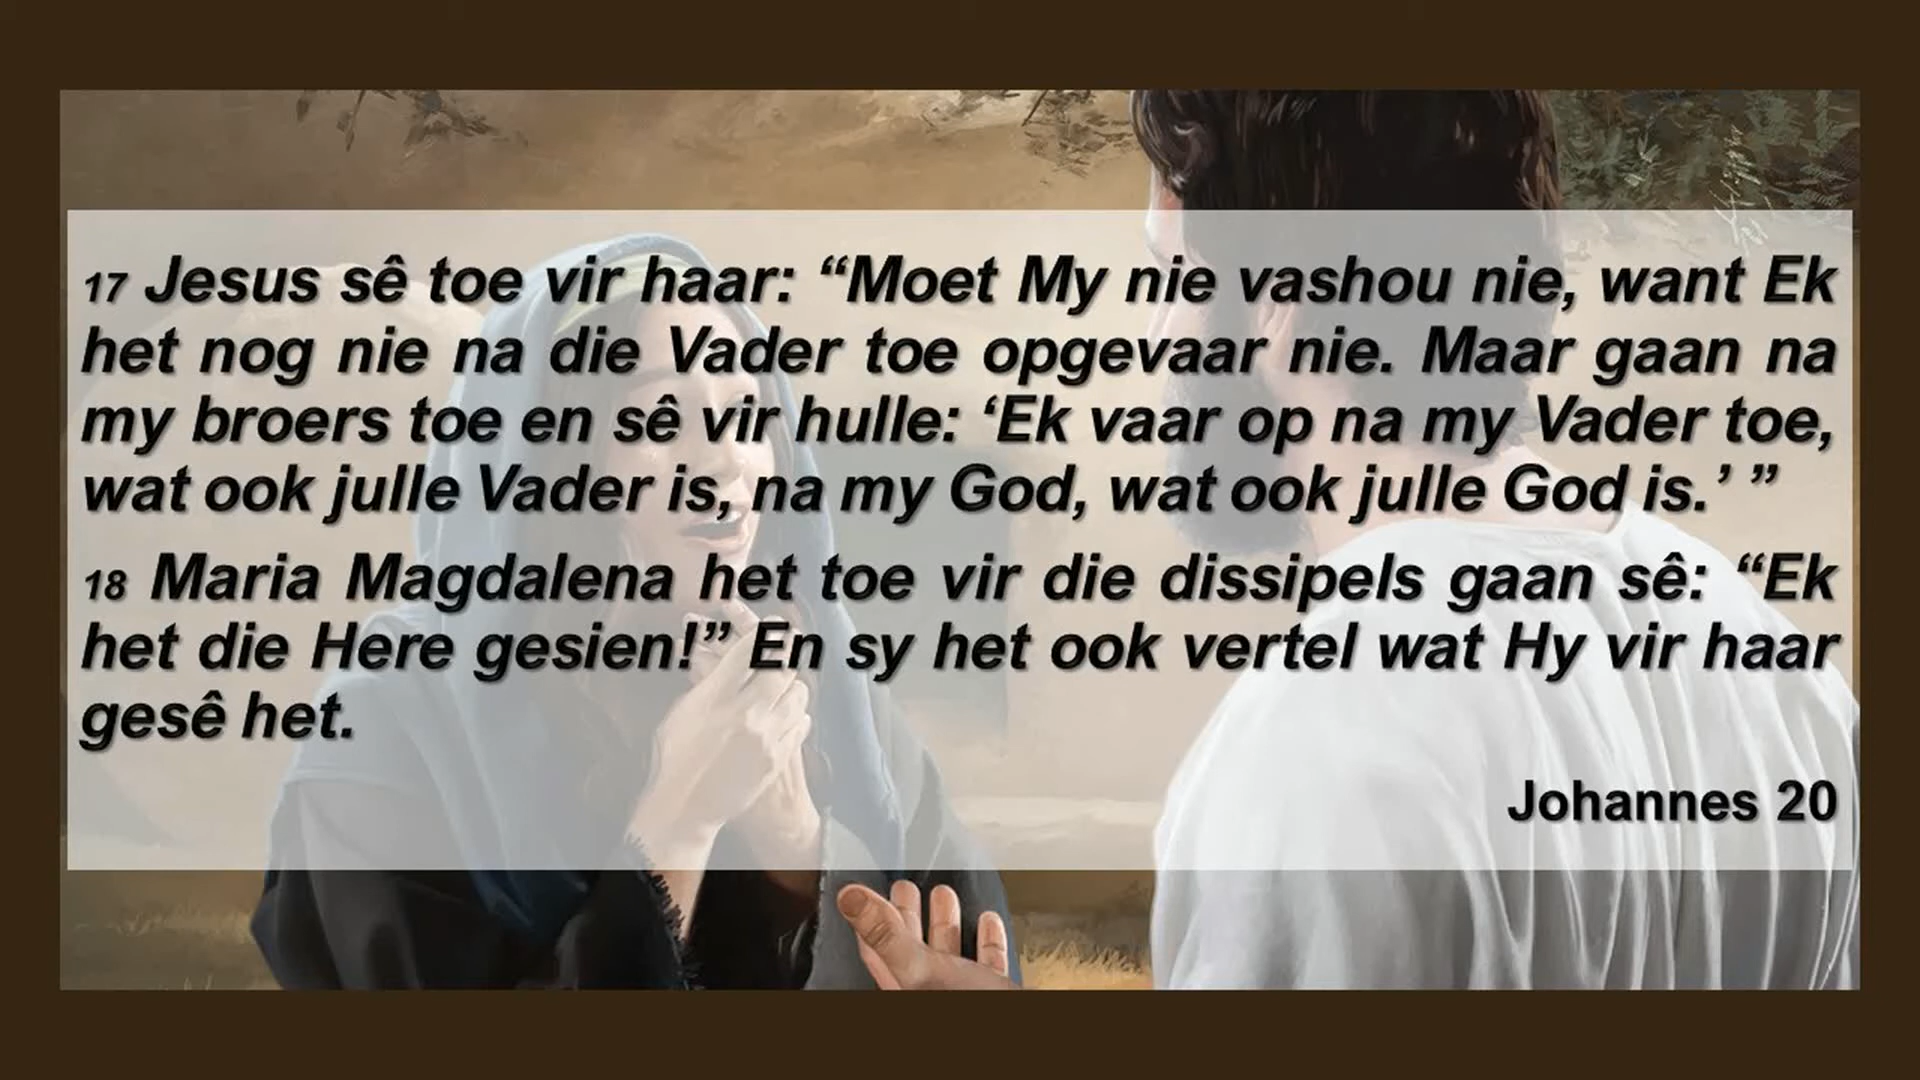 17 Jesus sê toe vir haar: “Moet My nie vashou nie, want Ek
het nog nie na die Vader toe opgevaar nie. Maar gaan na
my broers toe en sê vir hulle: ‘Ek vaar op na my Vader toe,
wat ook julle Vader is, na my God, wat ook julle God is.’ ”
18 Maria Magdalena het toe vir die dissipels gaan sê: “Ek
het die Here gesien!” En sy het ook vertel wat Hy vir haar
gesê het.
Johannes 20